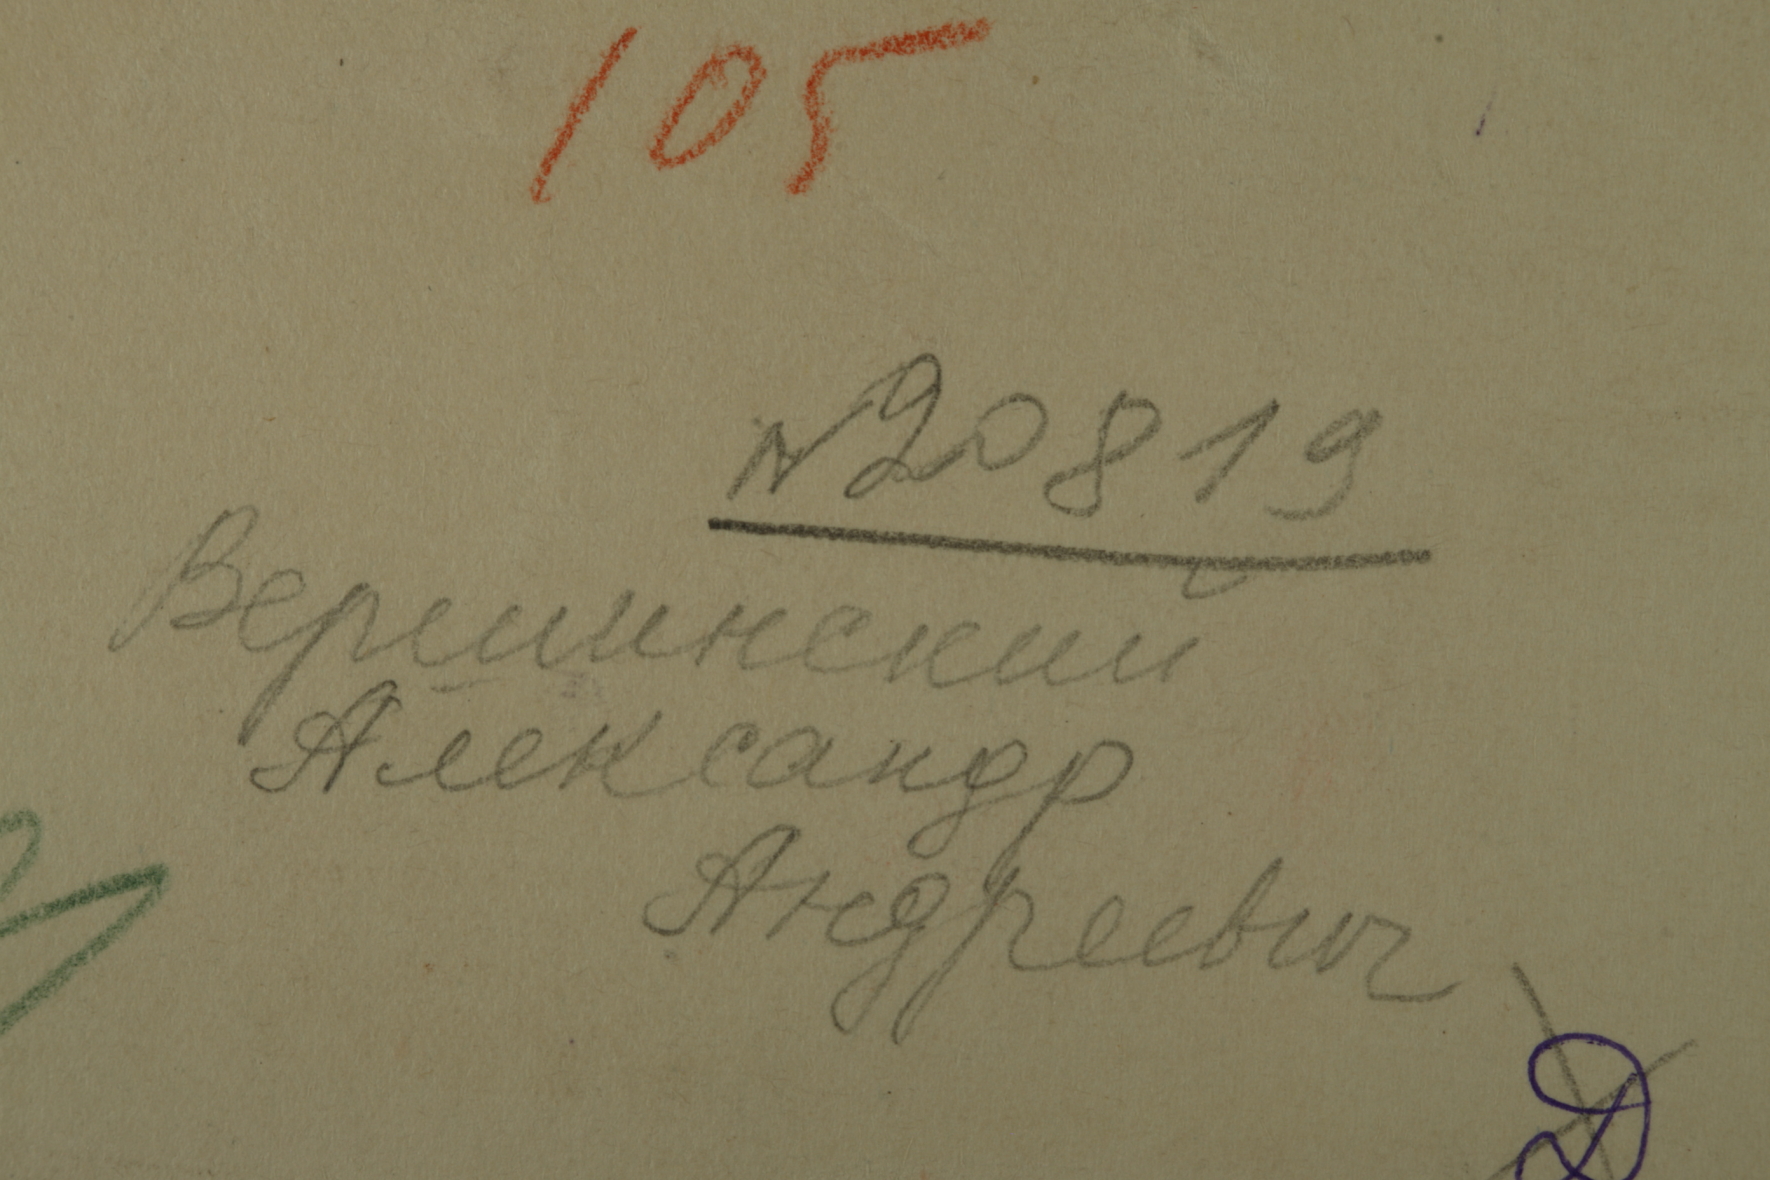 105
№20819
Вершинский
Александр
Андреевич